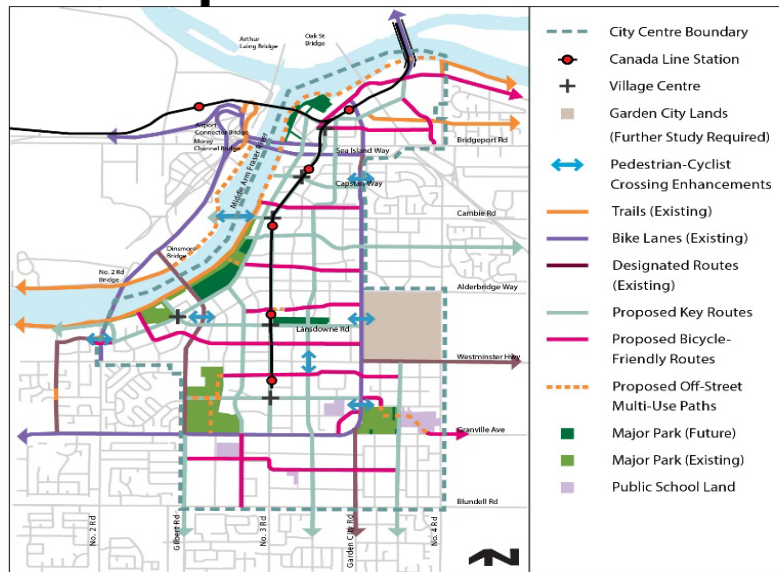 Arthur
Laing Bridge
Oak St
Bridge
Airport
Connector Bridge
Moray
Channel Bridge
Middle Arm Fraser River
Sea Island Way
Bridgeport Rd
Capstan Way
Cambie Rd
Dinsmore
Bridge
No. 2 Rd
Bridge
Alderbridge Way
Lansdowne Rd
Westminster Hwy
Granville Ave
Blundell Rd
No. 2 Rd
Gilbert Rd
No. 3 Rd
Garden City Rd
No. 4 Rd
City Centre Boundary
Canada Line Station
Village Centre
Garden City Lands
(Further Study Required)
Pedestrian-Cyclist
Crossing Enhancements
Trails (Existing)
Bike Lanes (Existing)
Designated Routes
(Existing)
Proposed Key Routes
Proposed Bicycle-
Friendly Routes
Proposed Off-Street
Multi-Use Paths
Major Park (Future)
Major Park (Existing)
Public School Land